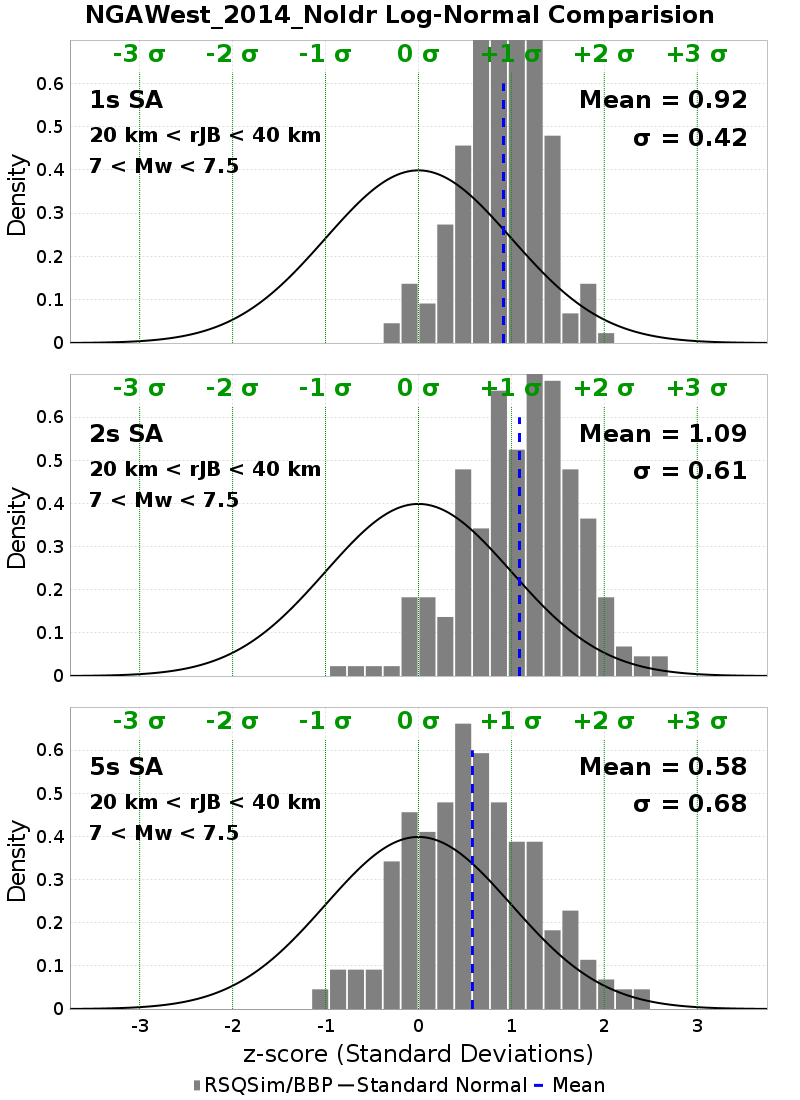 NGAWest_2014_NoIdr Log-Normal Comparision
-3 σ -2 σ -1 σ 0 σ +1 σ +2 σ +3 σ
1s SA Mean = 0.92
20 km < rJB < 40 km σ = 0.42
7 < Mw < 7.5
0.6
0.5
0.4
0.3
0.2
0.1
0
Density
-3 σ -2 σ -1 σ 0 σ +1 σ +2 σ +3 σ
2s SA Mean = 1.09
20 km < rJB < 40 km σ = 0.61
7 < Mw < 7.5
0.6
0.5
0.4
0.3
0.2
0.1
0
Density
-3 σ -2 σ -1 σ 0 σ +1 σ +2 σ +3 σ
5s SA Mean = 0.58
20 km < rJB < 40 km σ = 0.68
7 < Mw < 7.5
0.6
0.5
0.4
0.3
0.2
0.1
0
Density
-3 -2 -1 0 1 2 3
z-score (Standard Deviations)
RSQSim/BBP Standard Normal Mean